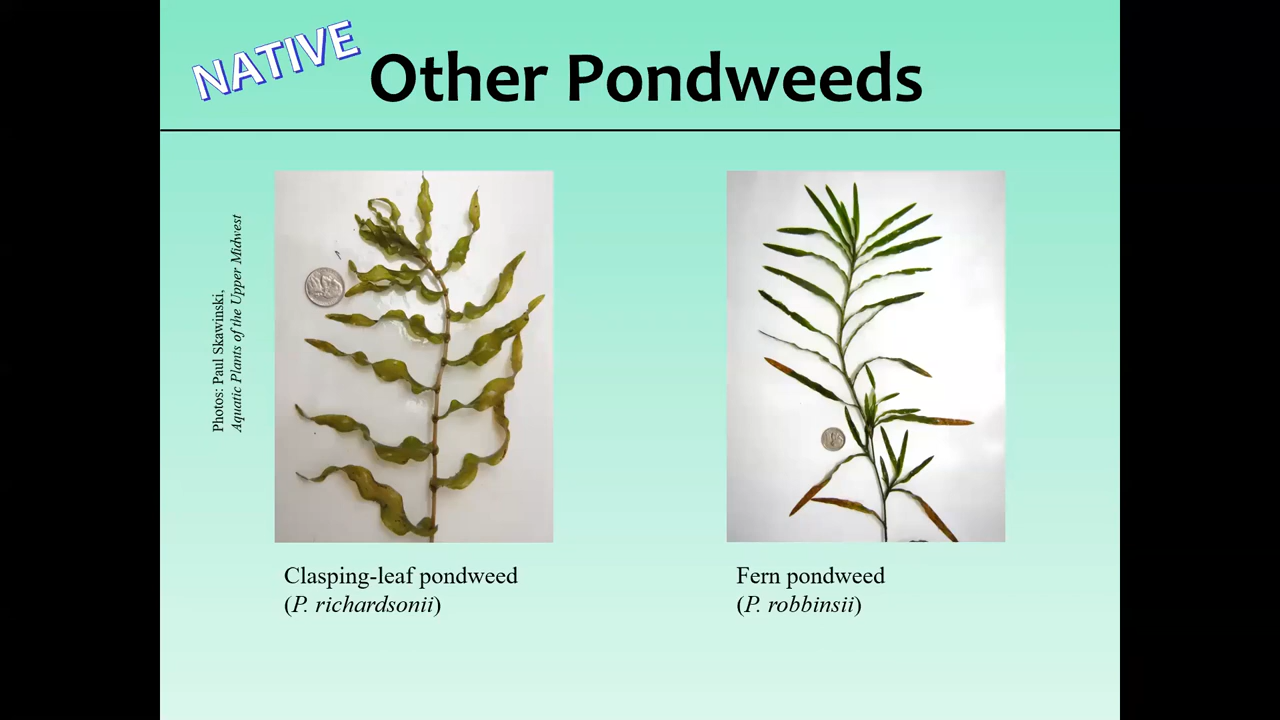 NATIVE
Other Pondweeds
Photos: Paul Skawinski,
Aquatic Plants of the Upper Midwest
Clasping-leaf pondweed
(P. richardsonii)
Fern pondweed
(P. robbinsii)